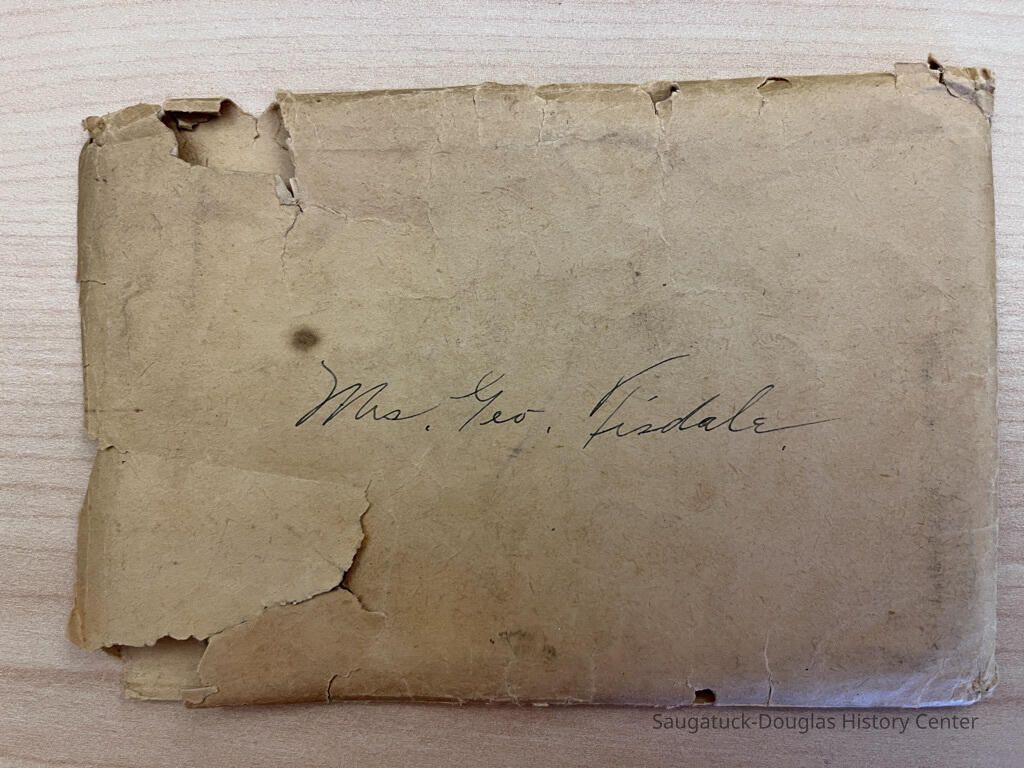 Mrs. Geo. Tisdale
Saugatuck-Douglas History Center